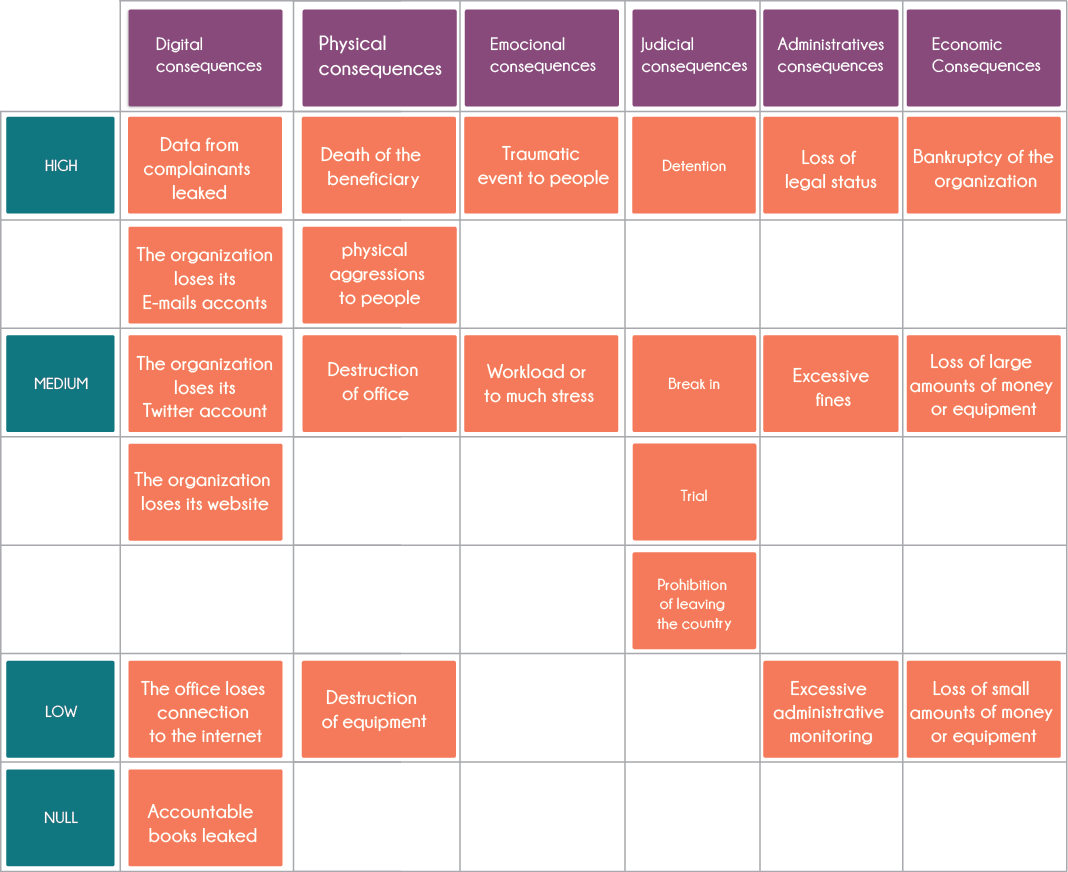 Digital
consequences
Physical
consequences
Emocional
consequences
Judicial
consequences
Administratives
consequences
Economic
Consequences
HIGH
Data from
complainants
leaked
Death of the
beneficiary
Traumatic
event to people
Detention
Loss of
legal status
Bankruptcy of the
organization
The organization
loses its
E-mails acconts
physical
aggressions
to people
MEDIUM
The organization
loses its
Twitter account
Destruction
of office
Workload or
to much stress
Break in
Excessive
fines
Loss of large
amounts of money
or equipment
The organization
loses its website
Trial
Prohibition
of leaving
the country
LOW
The office loses
connection
to the internet
Destruction
of equipment
Excessive
administrative
monitoring
Loss of small
amounts of money
or equipment
NULL
Accountable
books leaked